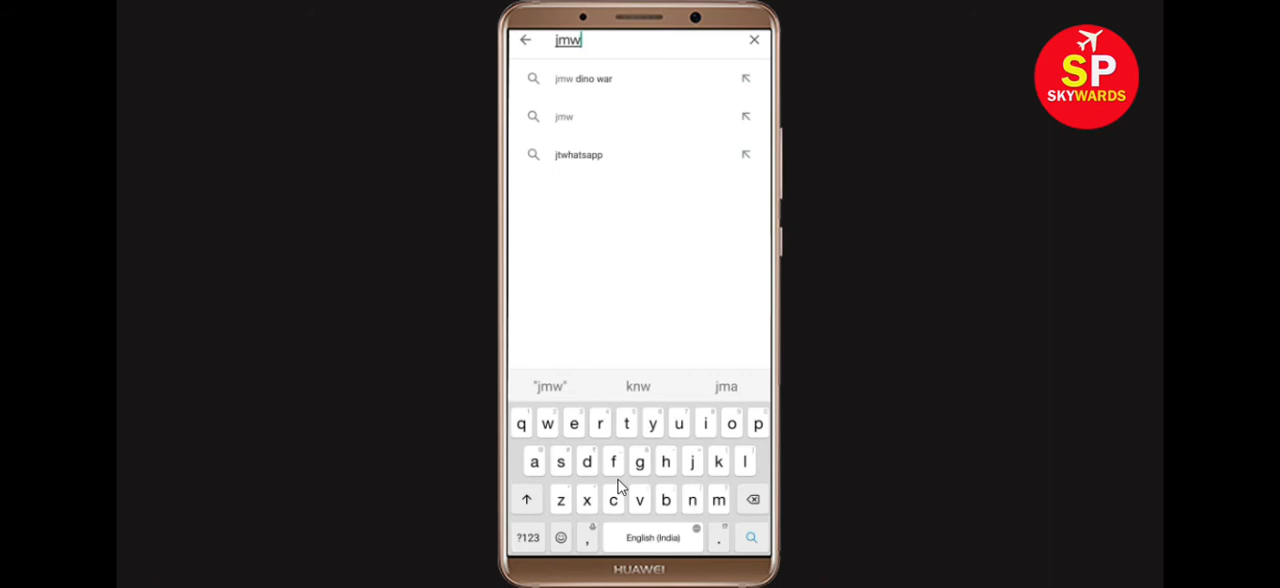 jmw
SP
SKYWARDS
jmw dino war
jmw
jtwhatsapp
"jmw" knw jma
q w e r t y u i o p
a s d f g h j k l
z x c v b n m
?123 , English (India) .
HUAWEI